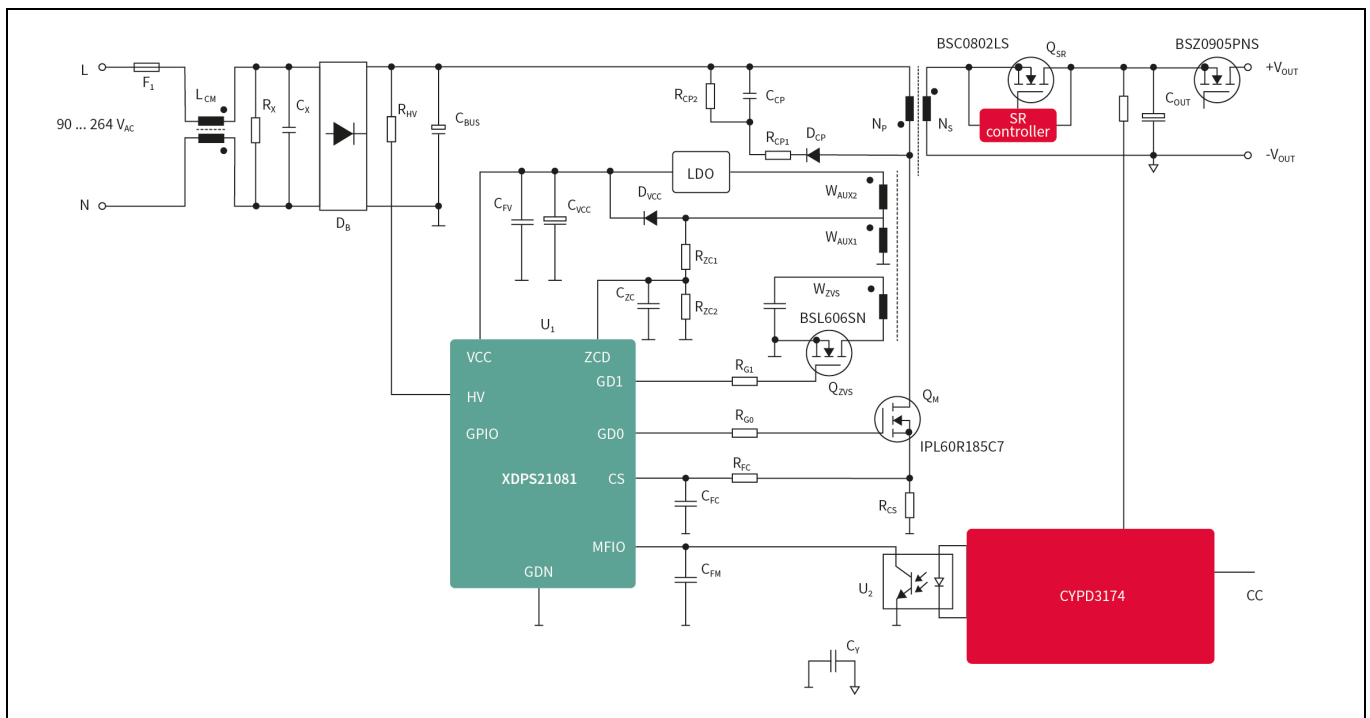 BSC0802LS
QSR
BSZ0905PNS
L
F1
+VOUT
LCM
RX
CX
RHV
CBUS
RCP2
CCP
COUT
90 ... 264 VAC
NP
NS
SR
controller
RCP1
DCP
-VOUT
LDO
N
DB
CFV
CVCC
DVCC
WAUX2
WAUX1
RZC1
CZC
RZC2
WZVS
BSL606SN
U1
VCC
ZCD
GD1
RG1
QZVS
HV
QM
GPIO
GD0
RG0
IPL60R185C7
XDPS21081
CS
RFC
CFC
RCS
MFIO
GDN
CFM
U2
CYPD3174
CC
CY